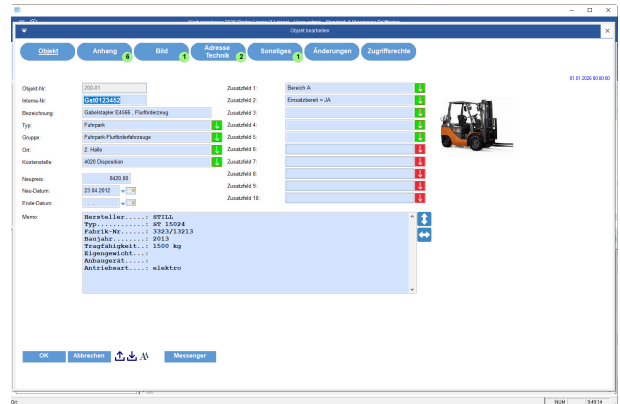 Objekt bearbeiten
Objekt
Anhang 6
Bild 1
Adresse Technik 2
Sonstiges 1
Änderungen
Zugriffsrechte
01.01.2026 00:00:00
Objekt-Nr: 200-01
Interne-Nr: Gst0123452
Bezeichnung: Gabelstapler E4566 , Flurförderzeug
Typ: Fuhrpark
Gruppe: Fuhrpark-Flurförderfahrzeuge
Ort: 2. Halle
Kostenstelle: 4020 Disposition
Neupreis: 8420,00
Neu-Datum: 23.04.2012
Ende-Datum: . .
Zusatzfeld 1: Bereich A
Zusatzfeld 2: Einsatzbereit = JA
Zusatzfeld 3:
Zusatzfeld 4:
Zusatzfeld 5:
Zusatzfeld 6:
Zusatzfeld 7:
Zusatzfeld 8:
Zusatzfeld 9:
Zusatzfeld 10:
Memo:
Hersteller.....: STILL
Typ............: ST 15024
Fabrik-Nr......: 3323/13213
Baujahr........: 2013
Tragfähigkeit..: 1500 kg
Eigengewicht...:
Anbaugerät.....:
Antriebsart....: elektro
OK
Abbrechen
Messenger
Ort:
NUM
9:49:14